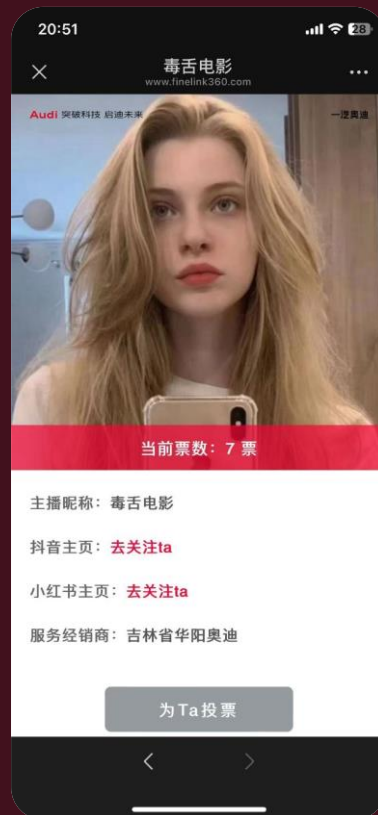 20:51
28
毒舌电影
www.finelink360.com
Audi 突破科技 启迪未来
一汽奥迪
当前票数：7 票
主播昵称：毒舌电影
抖音主页：去关注ta
小红书主页：去关注ta
服务经销商：吉林省华阳奥迪
为Ta投票